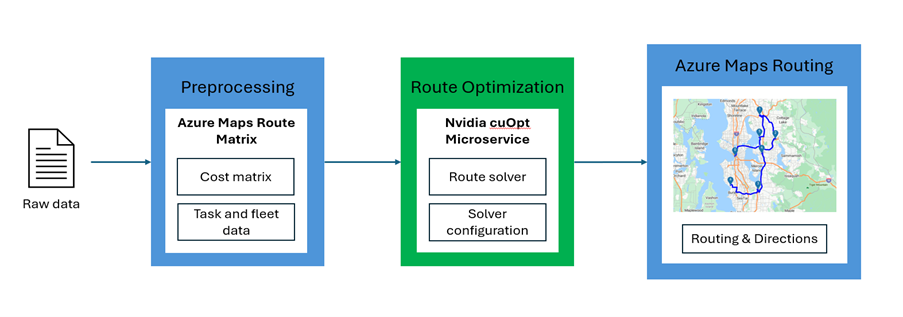 Raw data
Preprocessing
Azure Maps Route
Matrix
Cost matrix
Task and fleet
data
Route Optimization
Nvidia cuOpt
Microservice
Route solver
Solver
configuration
Azure Maps Routing
Routing & Directions